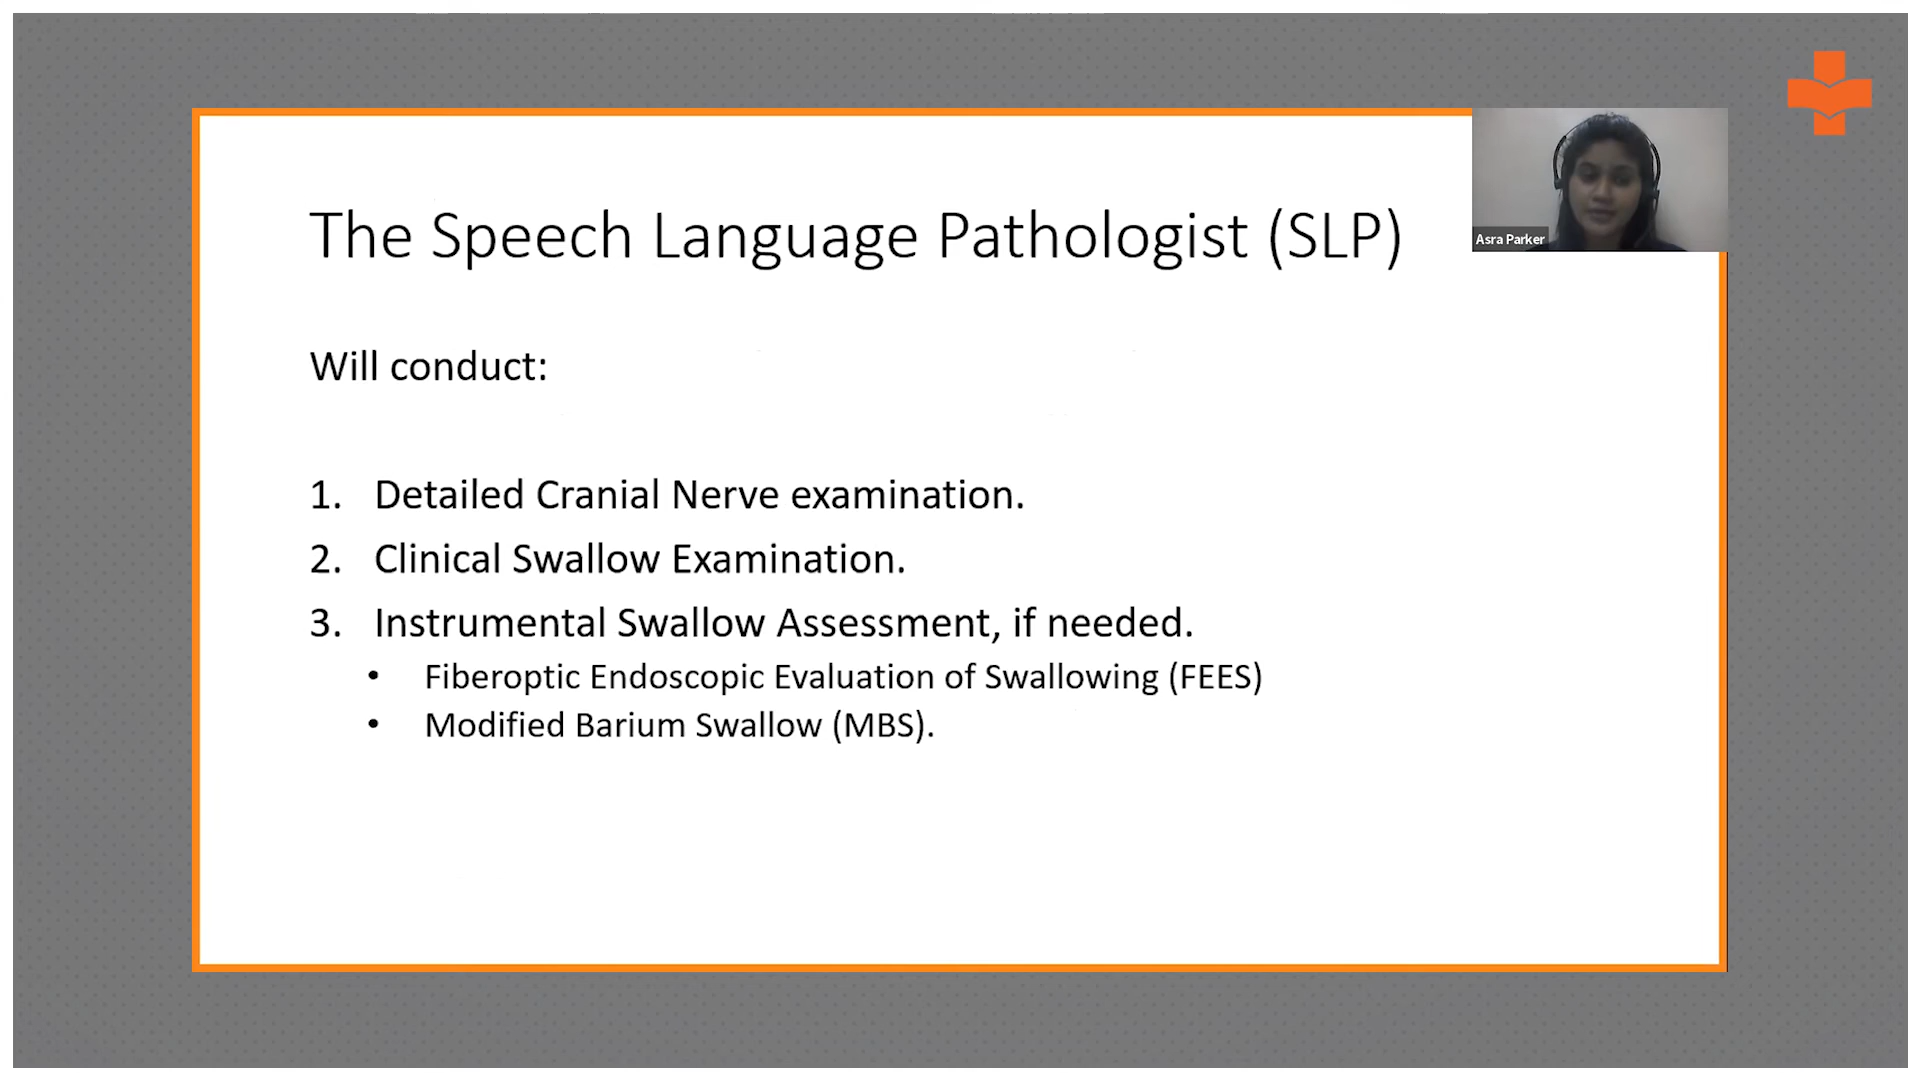 The Speech Language Pathologist (SLP)
Asra Parker
Will conduct:
1. Detailed Cranial Nerve examination.
2. Clinical Swallow Examination.
3. Instrumental Swallow Assessment, if needed.
• Fiberoptic Endoscopic Evaluation of Swallowing (FEES)
• Modified Barium Swallow (MBS).